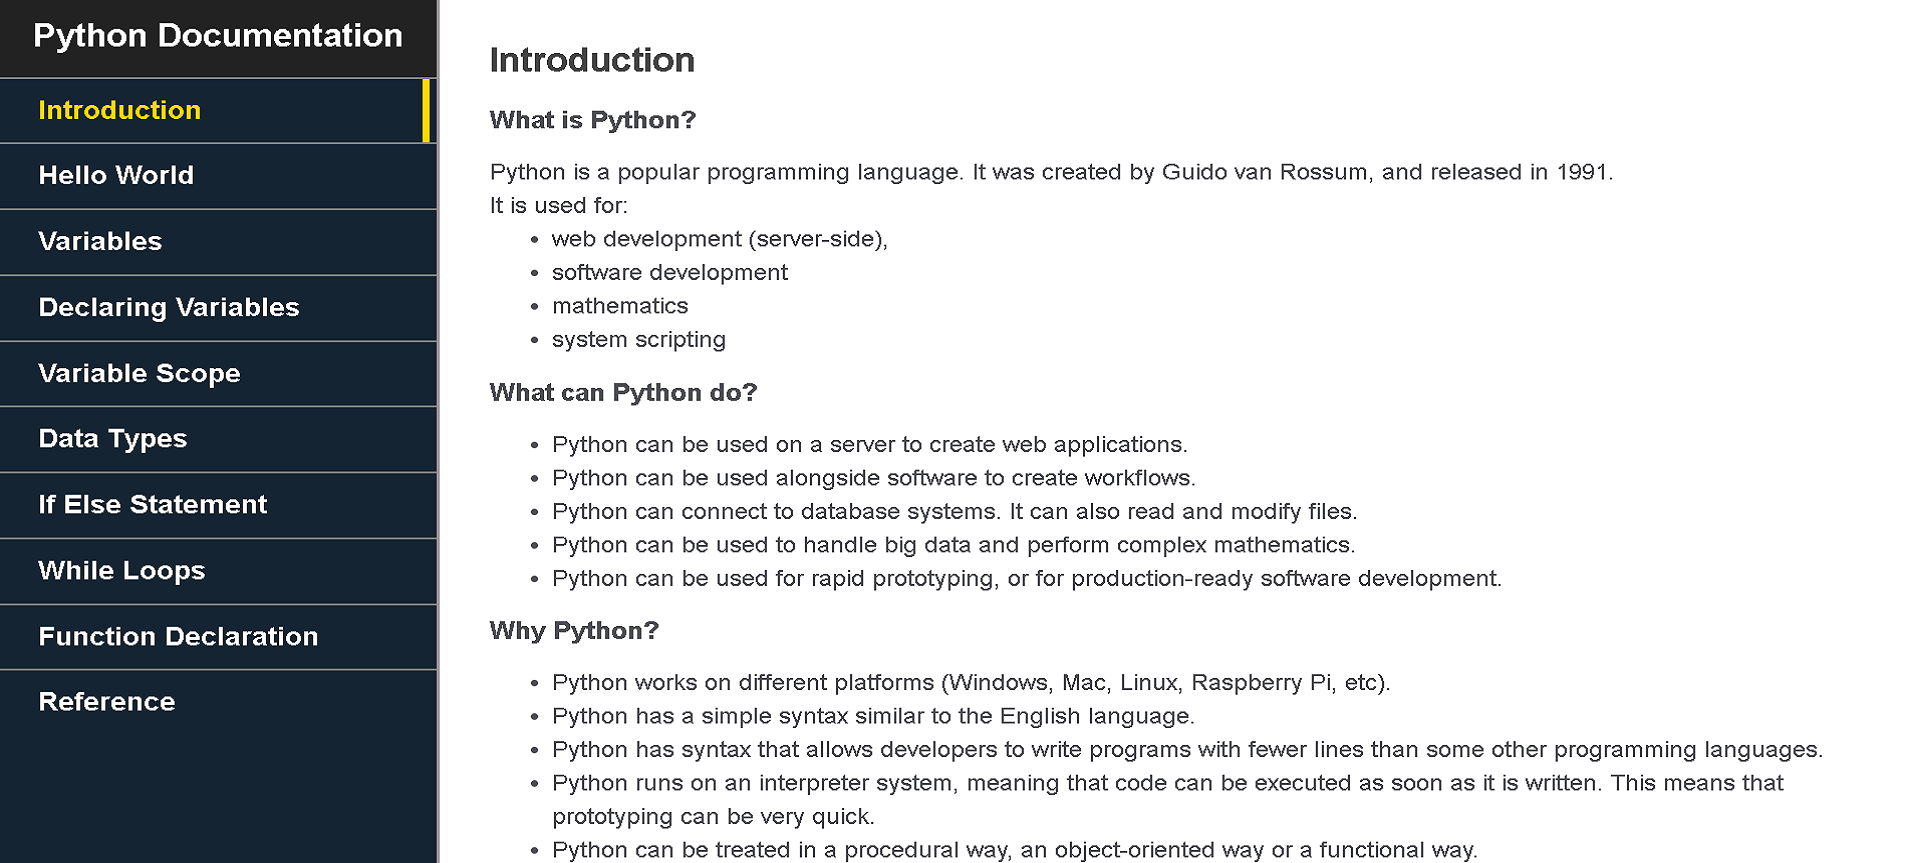 Python Documentation
Introduction
Hello World
Variables
Declaring Variables
Variable Scope
Data Types
If Else Statement
While Loops
Function Declaration
Reference
Introduction
What is Python?
Python is a popular programming language. It was created by Guido van Rossum, and released in 1991.
It is used for:
• web development (server-side),
• software development
• mathematics
• system scripting
What can Python do?
• Python can be used on a server to create web applications.
• Python can be used alongside software to create workflows.
• Python can connect to database systems. It can also read and modify files.
• Python can be used to handle big data and perform complex mathematics.
• Python can be used for rapid prototyping, or for production-ready software development.
Why Python?
• Python works on different platforms (Windows, Mac, Linux, Raspberry Pi, etc).
• Python has a simple syntax similar to the English language.
• Python has syntax that allows developers to write programs with fewer lines than some other programming languages.
• Python runs on an interpreter system, meaning that code can be executed as soon as it is written. This means that
prototyping can be very quick.
• Python can be treated in a procedural way, an object-oriented way or a functional way.